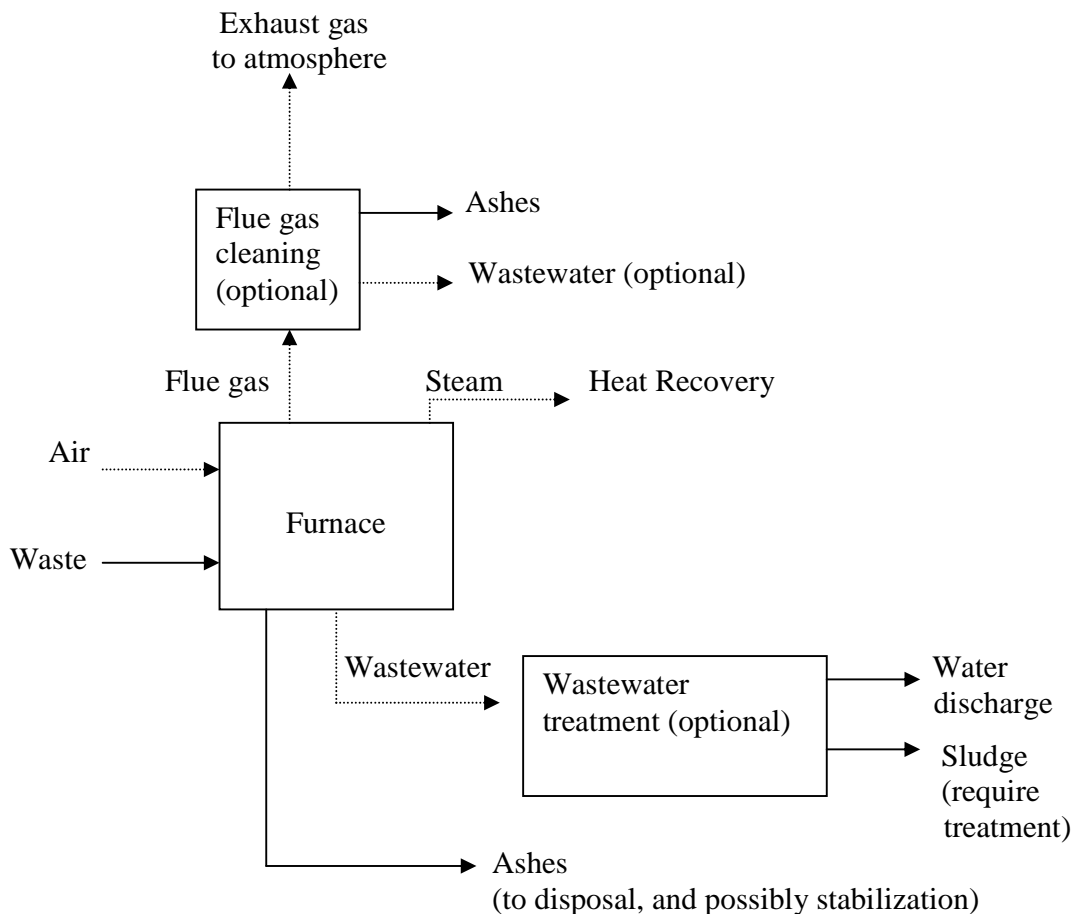 Exhaust gas
to atmosphere
Flue gas
cleaning
(optional)
Ashes
Wastewater (optional)
Flue gas
Steam
Heat Recovery
Air
Furnace
Waste
Wastewater
Wastewater
treatment (optional)
Water
discharge
Sludge
(require
treatment)
Ashes
(to disposal, and possibly stabilization)